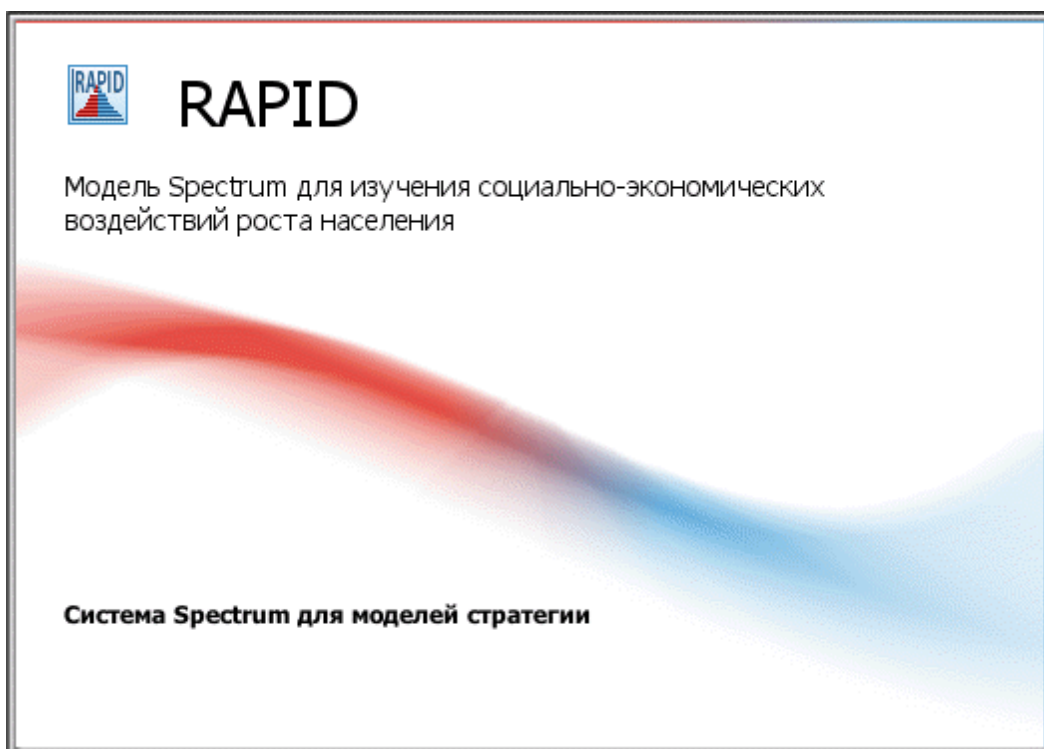 RAPID
RAPID
Модель Spectrum для изучения социально-экономических
воздействий роста населения
Система Spectrum для моделей стратегии